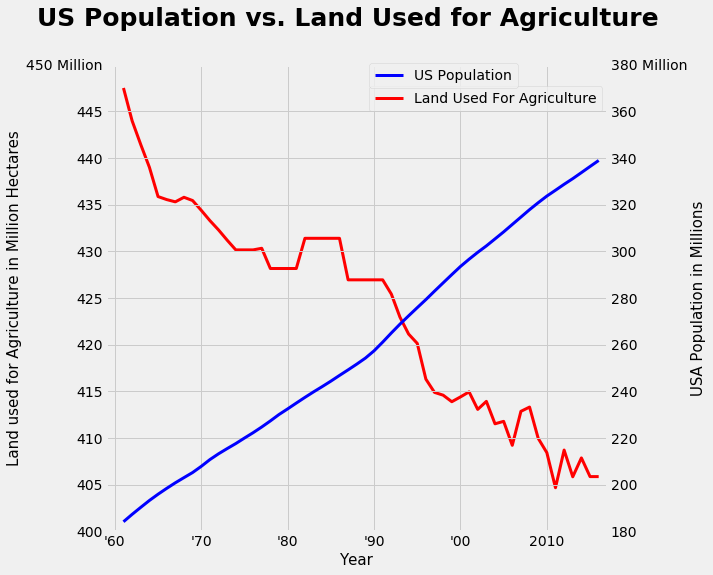 US Population vs. Land Used for Agriculture
450 Million
445
440
435
430
425
420
415
410
405
400
Land used for Agriculture in Million Hectares
US Population
Land Used For Agriculture
380 Million
360
340
320
300
280
260
240
220
200
180
USA Population in Millions
'60 '70 '80 '90 '00 2010
Year